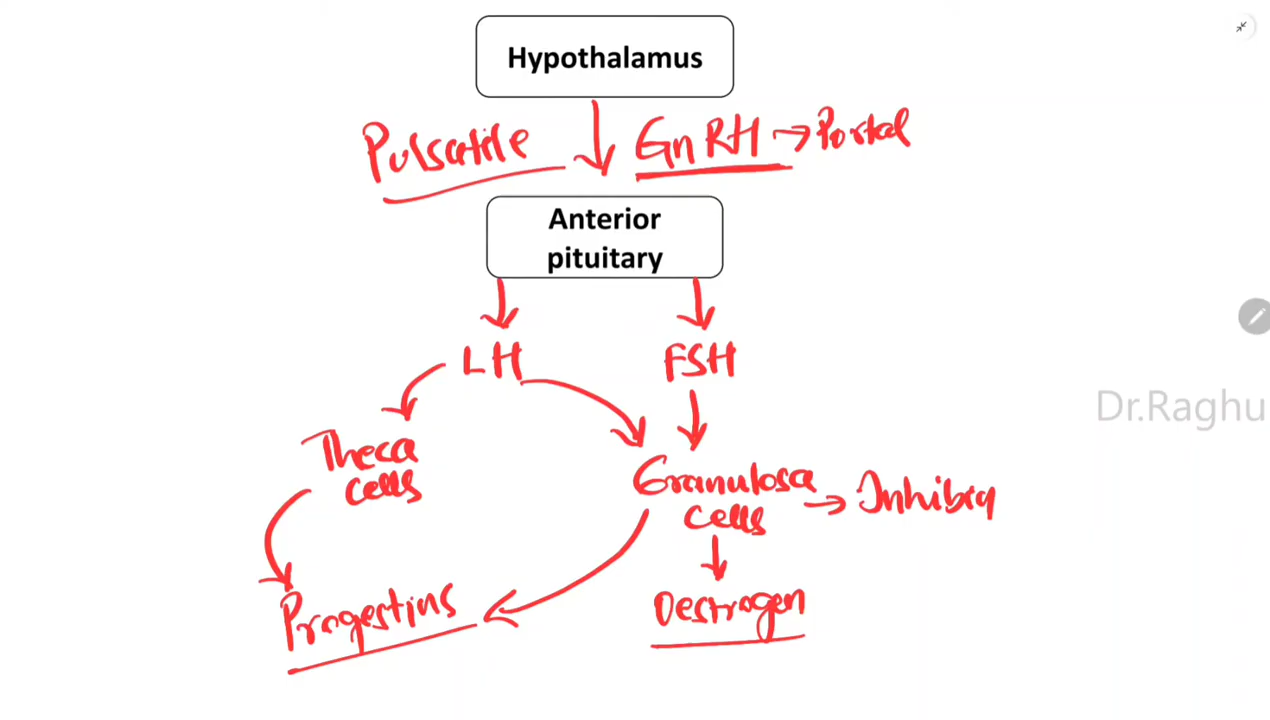 Hypothalamus
Pulsatile
GnRH → Portal
Anterior
pituitary
LH
FSH
Dr.Raghu
Theca
cells
Granulosa
cells
→ Inhibin
Progestins
Oestrogen